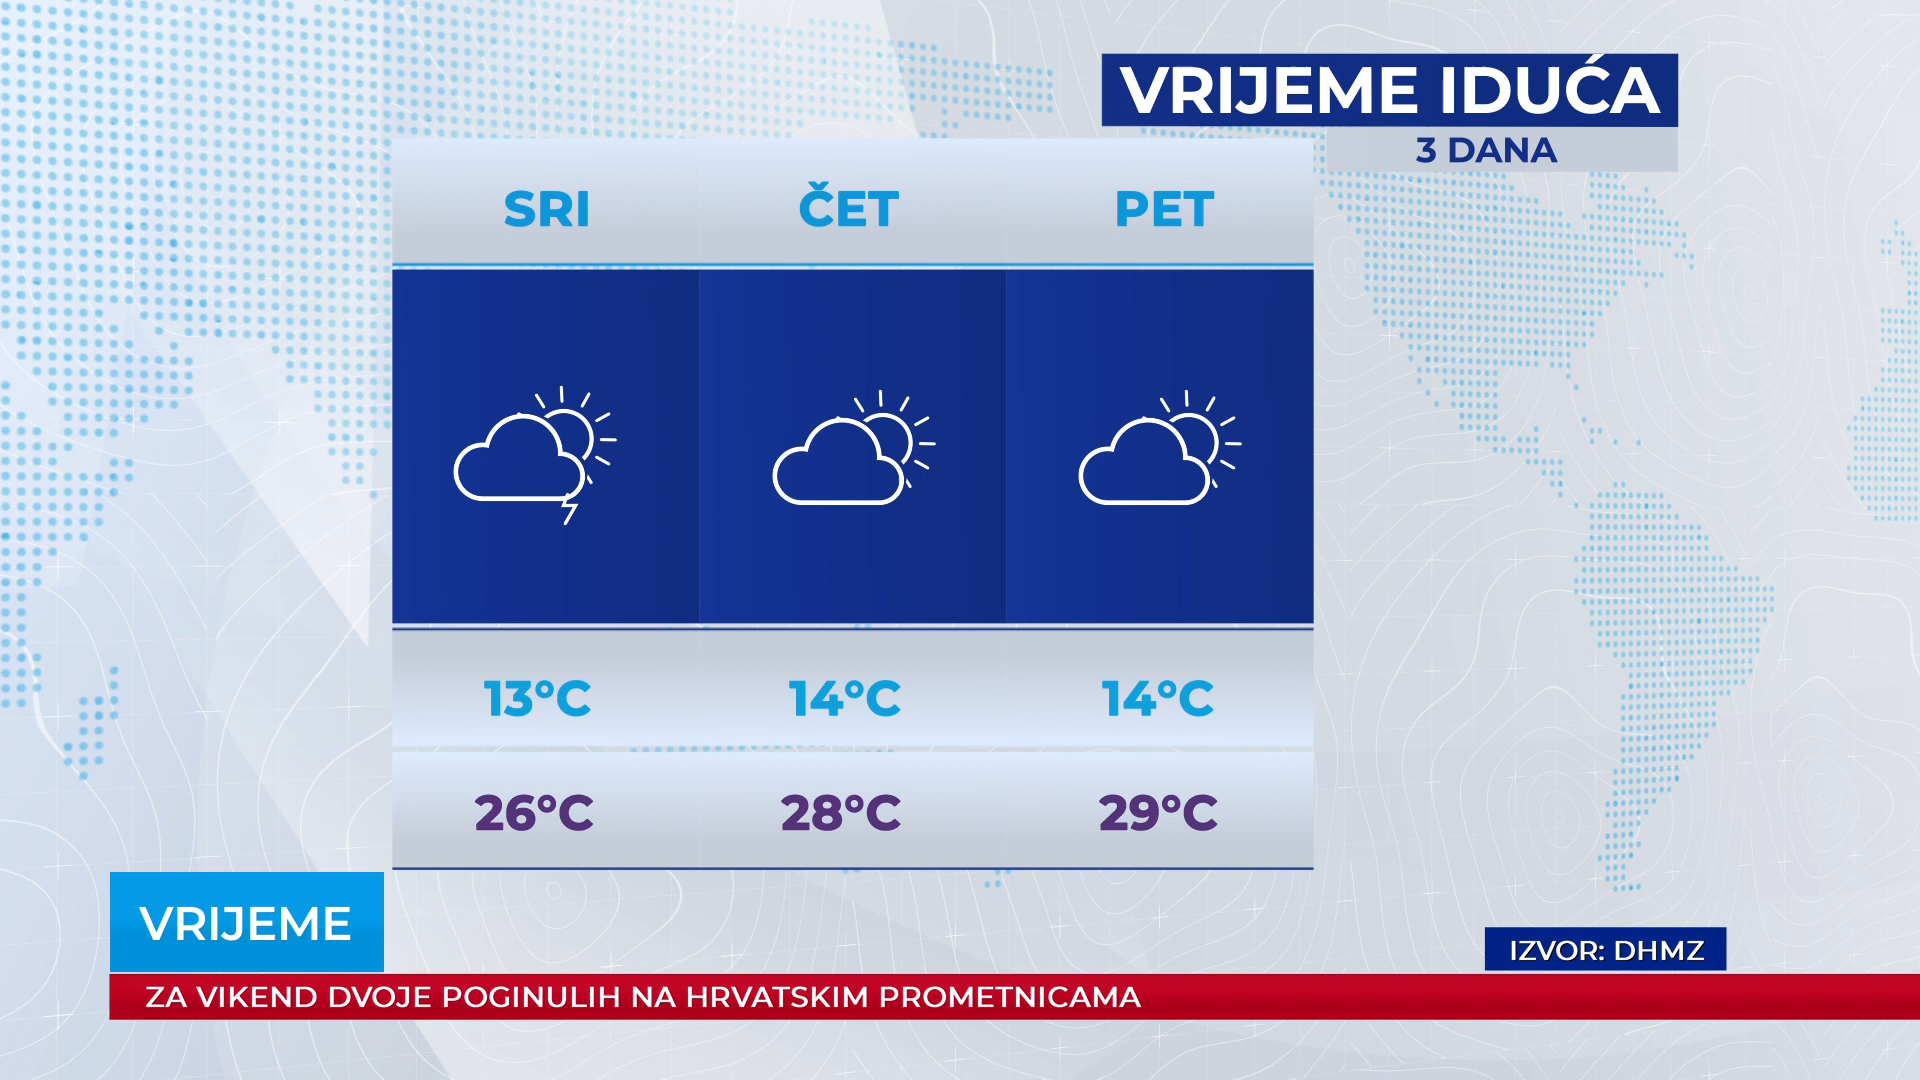 VRIJEME IDUĆA
3 DANA
SRI ČET PET
13°C 14°C 14°C
26°C 28°C 29°C
VRIJEME
IZVOR: DHMZ
ZA VIKEND DVOJE POGINULIH NA HRVATSKIM PROMETNICAMA